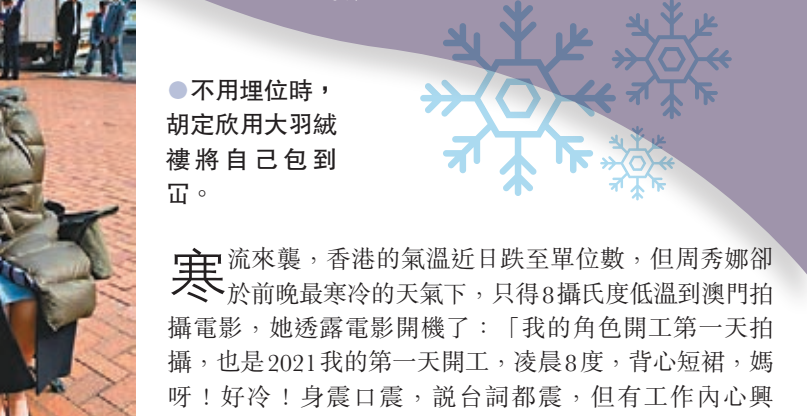 ●不用埋位時，
胡定欣用大羽絨
褸將自己包到
冚。
寒流來襲，香港的氣溫近日跌至單位數，但周秀娜卻
於前晚最寒冷的天氣下，只得8攝氏度低溫到澳門拍
攝電影，她透露電影開機了：「我的角色開工第一天拍
攝，也是2021我的第一天開工，凌晨8度，背心短裙，媽
呀！好冷！身震口震，說台詞都震，但有工作內心興